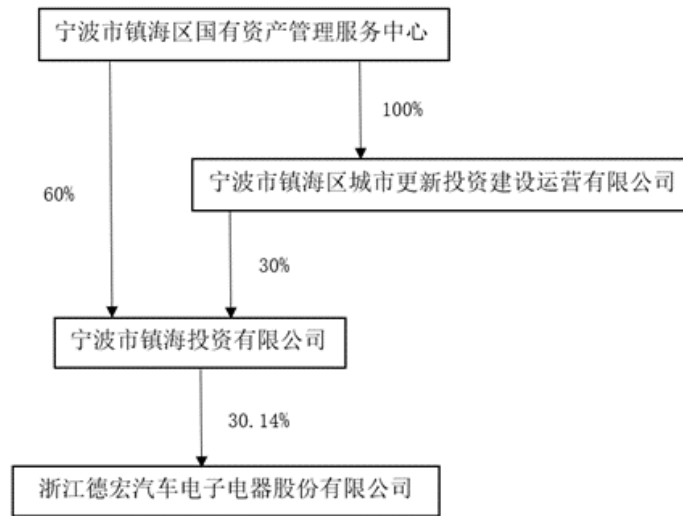 宁波市镇海区国有资产管理服务中心
100%
宁波市镇海区城市更新投资建设运营有限公司
60%
30%
宁波市镇海投资有限公司
30.14%
浙江德宏汽车电子电器股份有限公司